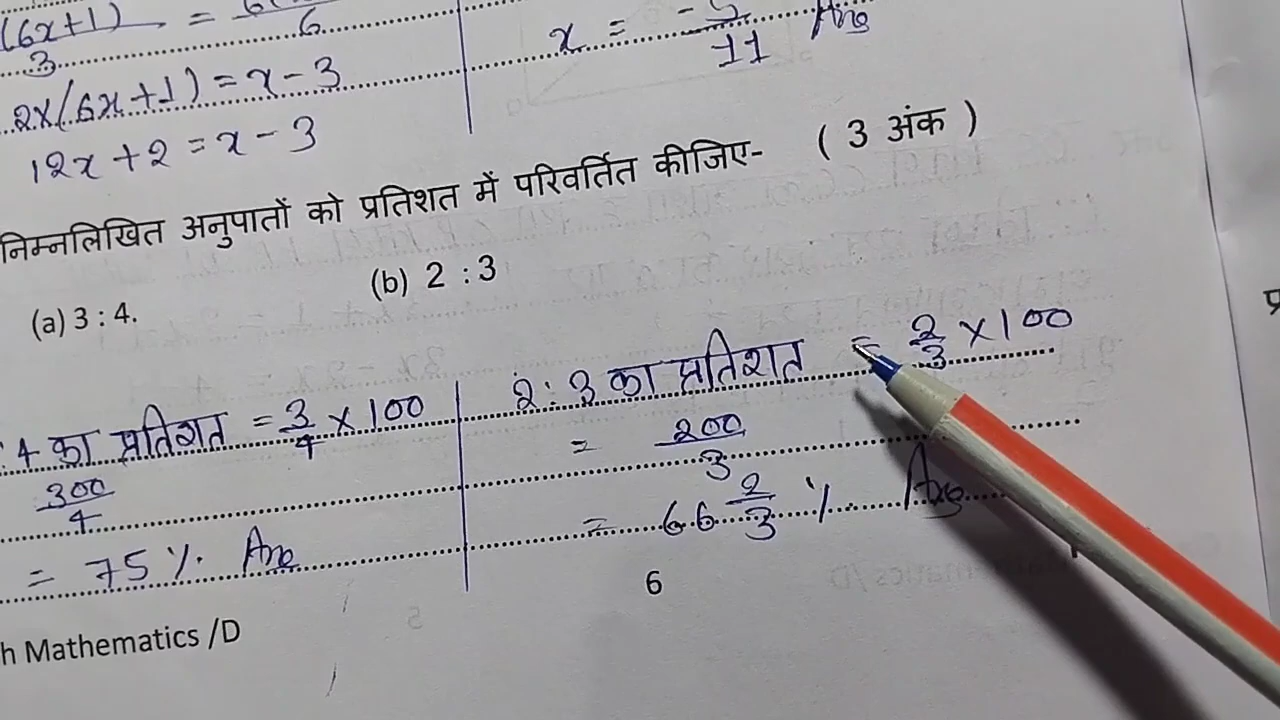 (6x+1)/3 = 6
2x(6x+1) = x-3
12x+2 = x-3
x = -5/11 Ans
निम्नलिखित अनुपातों को प्रतिशत में परिवर्तित कीजिए- ( 3 अंक )
(a) 3 : 4. (b) 2 : 3
:4 का प्रतिशत = 3/4 × 100
300/4
= 75 % Ans
2:3 का प्रतिशत = 2/3 × 100
= 200/3
= 66 2/3 % Ans
6
h Mathematics /D